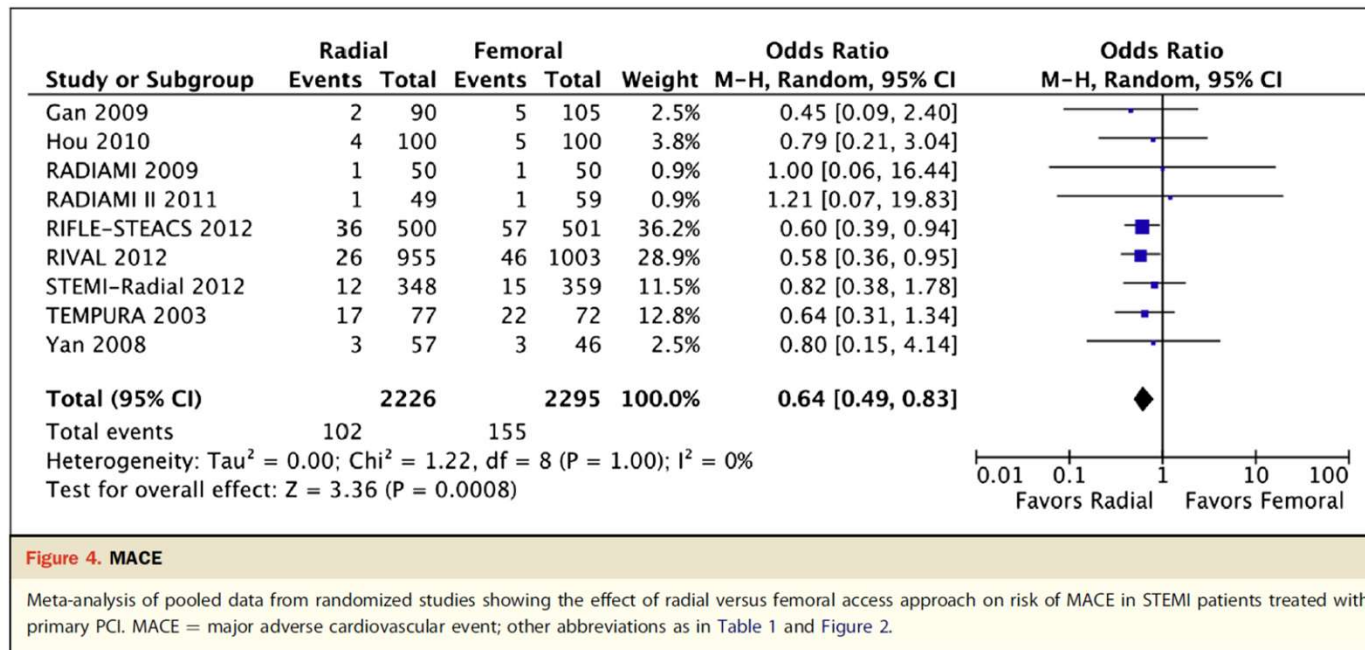 Radial Femoral Odds Ratio Odds Ratio
Study or Subgroup Events Total Events Total Weight M-H, Random, 95% CI M-H, Random, 95% CI
Gan 2009 2 90 5 105 2.5% 0.45 [0.09, 2.40]
Hou 2010 4 100 5 100 3.8% 0.79 [0.21, 3.04]
RADIAMI 2009 1 50 1 50 0.9% 1.00 [0.06, 16.44]
RADIAMI II 2011 1 49 1 59 0.9% 1.21 [0.07, 19.83]
RIFLE-STEACS 2012 36 500 57 501 36.2% 0.60 [0.39, 0.94]
RIVAL 2012 26 955 46 1003 28.9% 0.58 [0.36, 0.95]
STEMI-Radial 2012 12 348 15 359 11.5% 0.82 [0.38, 1.78]
TEMPURA 2003 17 77 22 72 12.8% 0.64 [0.31, 1.34]
Yan 2008 3 57 3 46 2.5% 0.80 [0.15, 4.14]
Total (95% CI) 2226 2295 100.0% 0.64 [0.49, 0.83]
Total events 102 155
Heterogeneity: Tau² = 0.00; Chi² = 1.22, df = 8 (P = 1.00); I² = 0%
Test for overall effect: Z = 3.36 (P = 0.0008)
0.01 0.1 1 10 100
Favors Radial Favors Femoral
Figure 4. MACE
Meta-analysis of pooled data from randomized studies showing the effect of radial versus femoral access approach on risk of MACE in STEMI patients treated with
primary PCI. MACE = major adverse cardiovascular event; other abbreviations as in Table 1 and Figure 2.